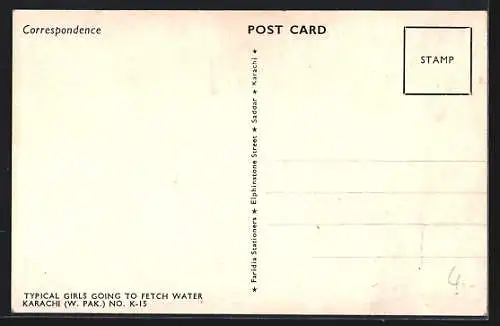 Correspondence
POST CARD
STAMP
Faridia Stationers ★ Elphinstone Street ★ Saddar ★ Karachi ★
4
TYPICAL GIRLS GOING TO FETCH WATER
KARACHI (W. PAK.) NO. K-15